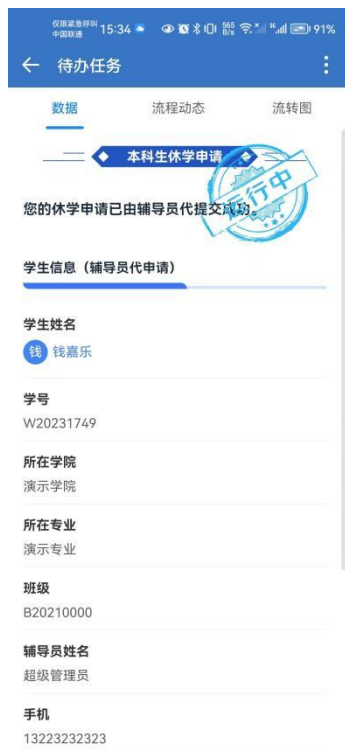 仅限紧急呼叫
中国联通
15:34
565
B/s
91%
待办任务
数据
流程动态
流转图
本科生休学申请
运行中
您的休学申请已由辅导员代提交成功。
学生信息（辅导员代申请）
学生姓名
钱 钱嘉乐
学号
W20231749
所在学院
演示学院
所在专业
演示专业
班级
B20210000
辅导员姓名
超级管理员
手机
13223232323